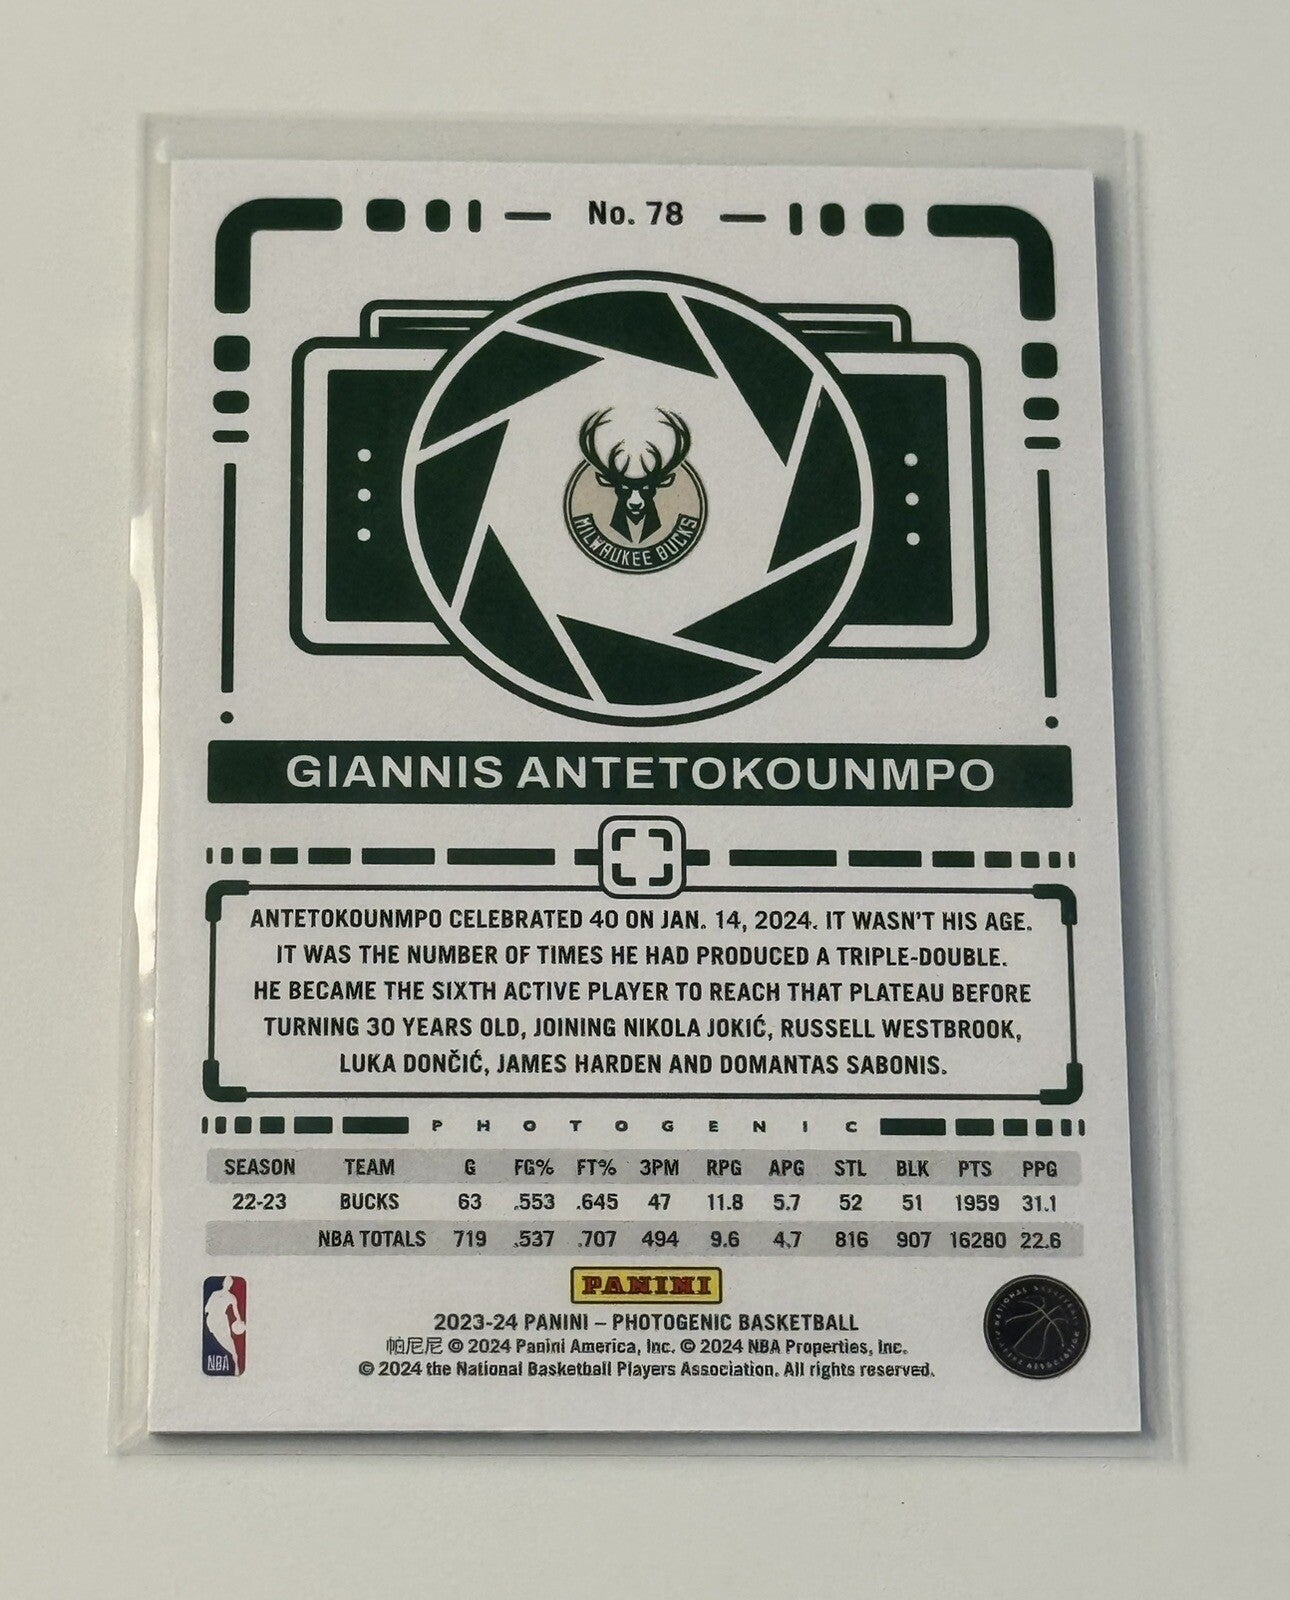 No. 78
MILWAUKEE BUCKS
GIANNIS ANTETOKOUNMPO
ANTETOKOUNMPO CELEBRATED 40 ON JAN. 14, 2024. IT WASN'T HIS AGE.
IT WAS THE NUMBER OF TIMES HE HAD PRODUCED A TRIPLE-DOUBLE.
HE BECAME THE SIXTH ACTIVE PLAYER TO REACH THAT PLATEAU BEFORE
TURNING 30 YEARS OLD, JOINING NIKOLA JOKIĆ, RUSSELL WESTBROOK,
LUKA DONČIĆ, JAMES HARDEN AND DOMANTAS SABONIS.
PHOTOGENIC
SEASON TEAM G FG% FT% 3PM RPG APG STL BLK PTS PPG
22-23 BUCKS 63 .553 .645 47 11.8 5.7 52 51 1959 31.1
NBA TOTALS 719 .537 .707 494 9.6 4.7 816 907 16280 22.6
PANINI
2023-24 PANINI – PHOTOGENIC BASKETBALL
帕尼尼 © 2024 Panini America, Inc. © 2024 NBA Properties, Inc.
© 2024 the National Basketball Players Association. All rights reserved.
NBA
NATIONAL BASKETBALL PLAYERS ASSOCIATION